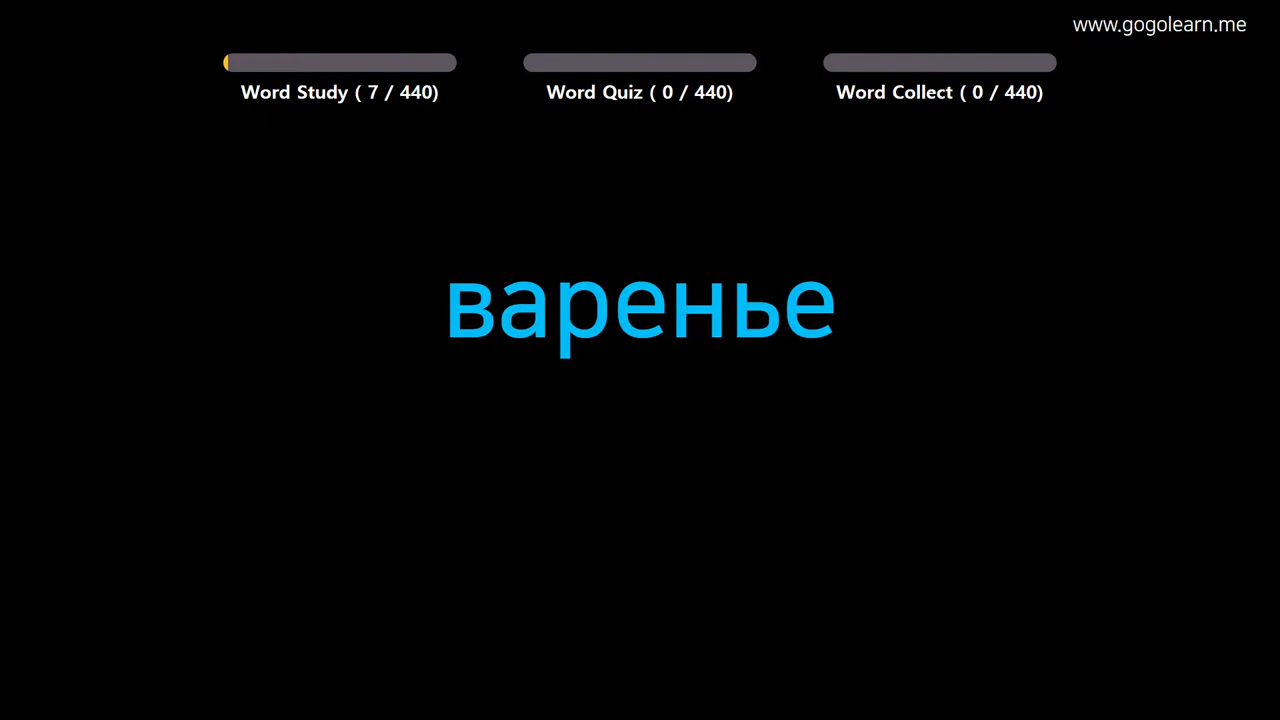 www.gogolearn.me
Word Study ( 7 / 440)
Word Quiz ( 0 / 440)
Word Collect ( 0 / 440)
варенье